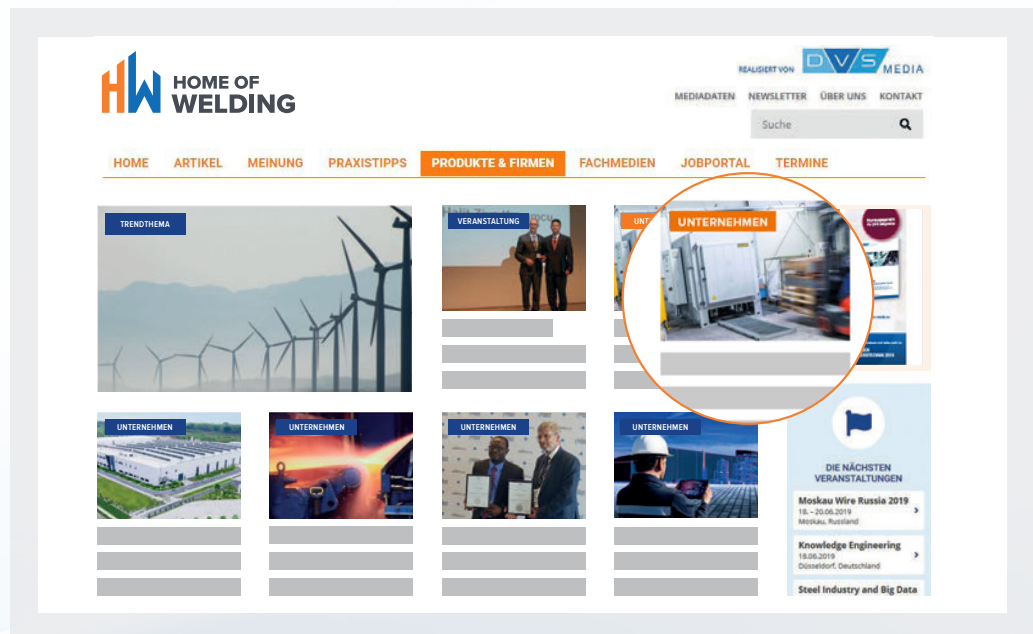 HW HOME OF
WELDING
REALISIERT VON DVS MEDIA
MEDIADATEN NEWSLETTER ÜBER UNS KONTAKT
Suche
HOME ARTIKEL MEINUNG PRAXISTIPPS PRODUKTE & FIRMEN FACHMEDIEN JOBPORTAL TERMINE
TRENDTHEMA
VERANSTALTUNG
UNT
UNTERNEHMEN
UNTERNEHMEN
UNTERNEHMEN
UNTERNEHMEN
UNTERNEHMEN
DIE NÄCHSTEN
VERANSTALTUNGEN
Moskau Wire Russia 2019
18. – 20.06.2019
Moskau, Russland
Knowledge Engineering
18.06.2019
Düsseldorf, Deutschland
Steel Industry and Big Data